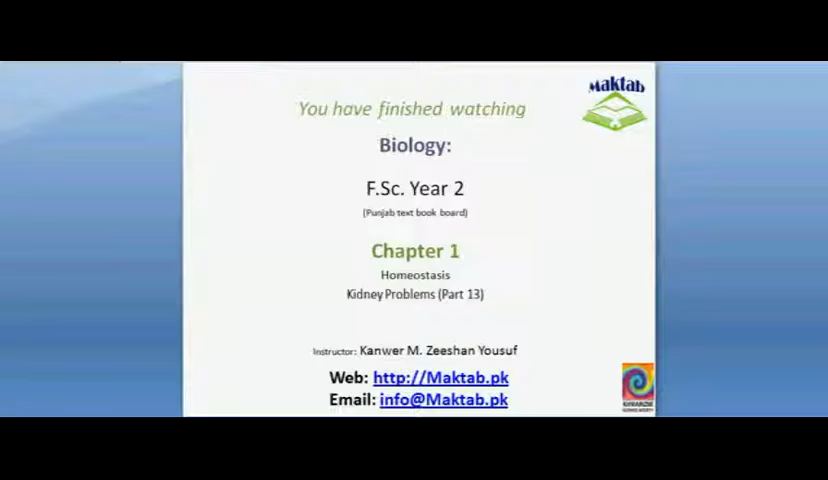 Maktab
You have finished watching
Biology:
F.Sc. Year 2
(Punjab text book board)
Chapter 1
Homeostasis
Kidney Problems (Part 13)
Instructor: Kanwer M. Zeeshan Yousuf
Web: http://Maktab.pk
Email: info@Maktab.pk